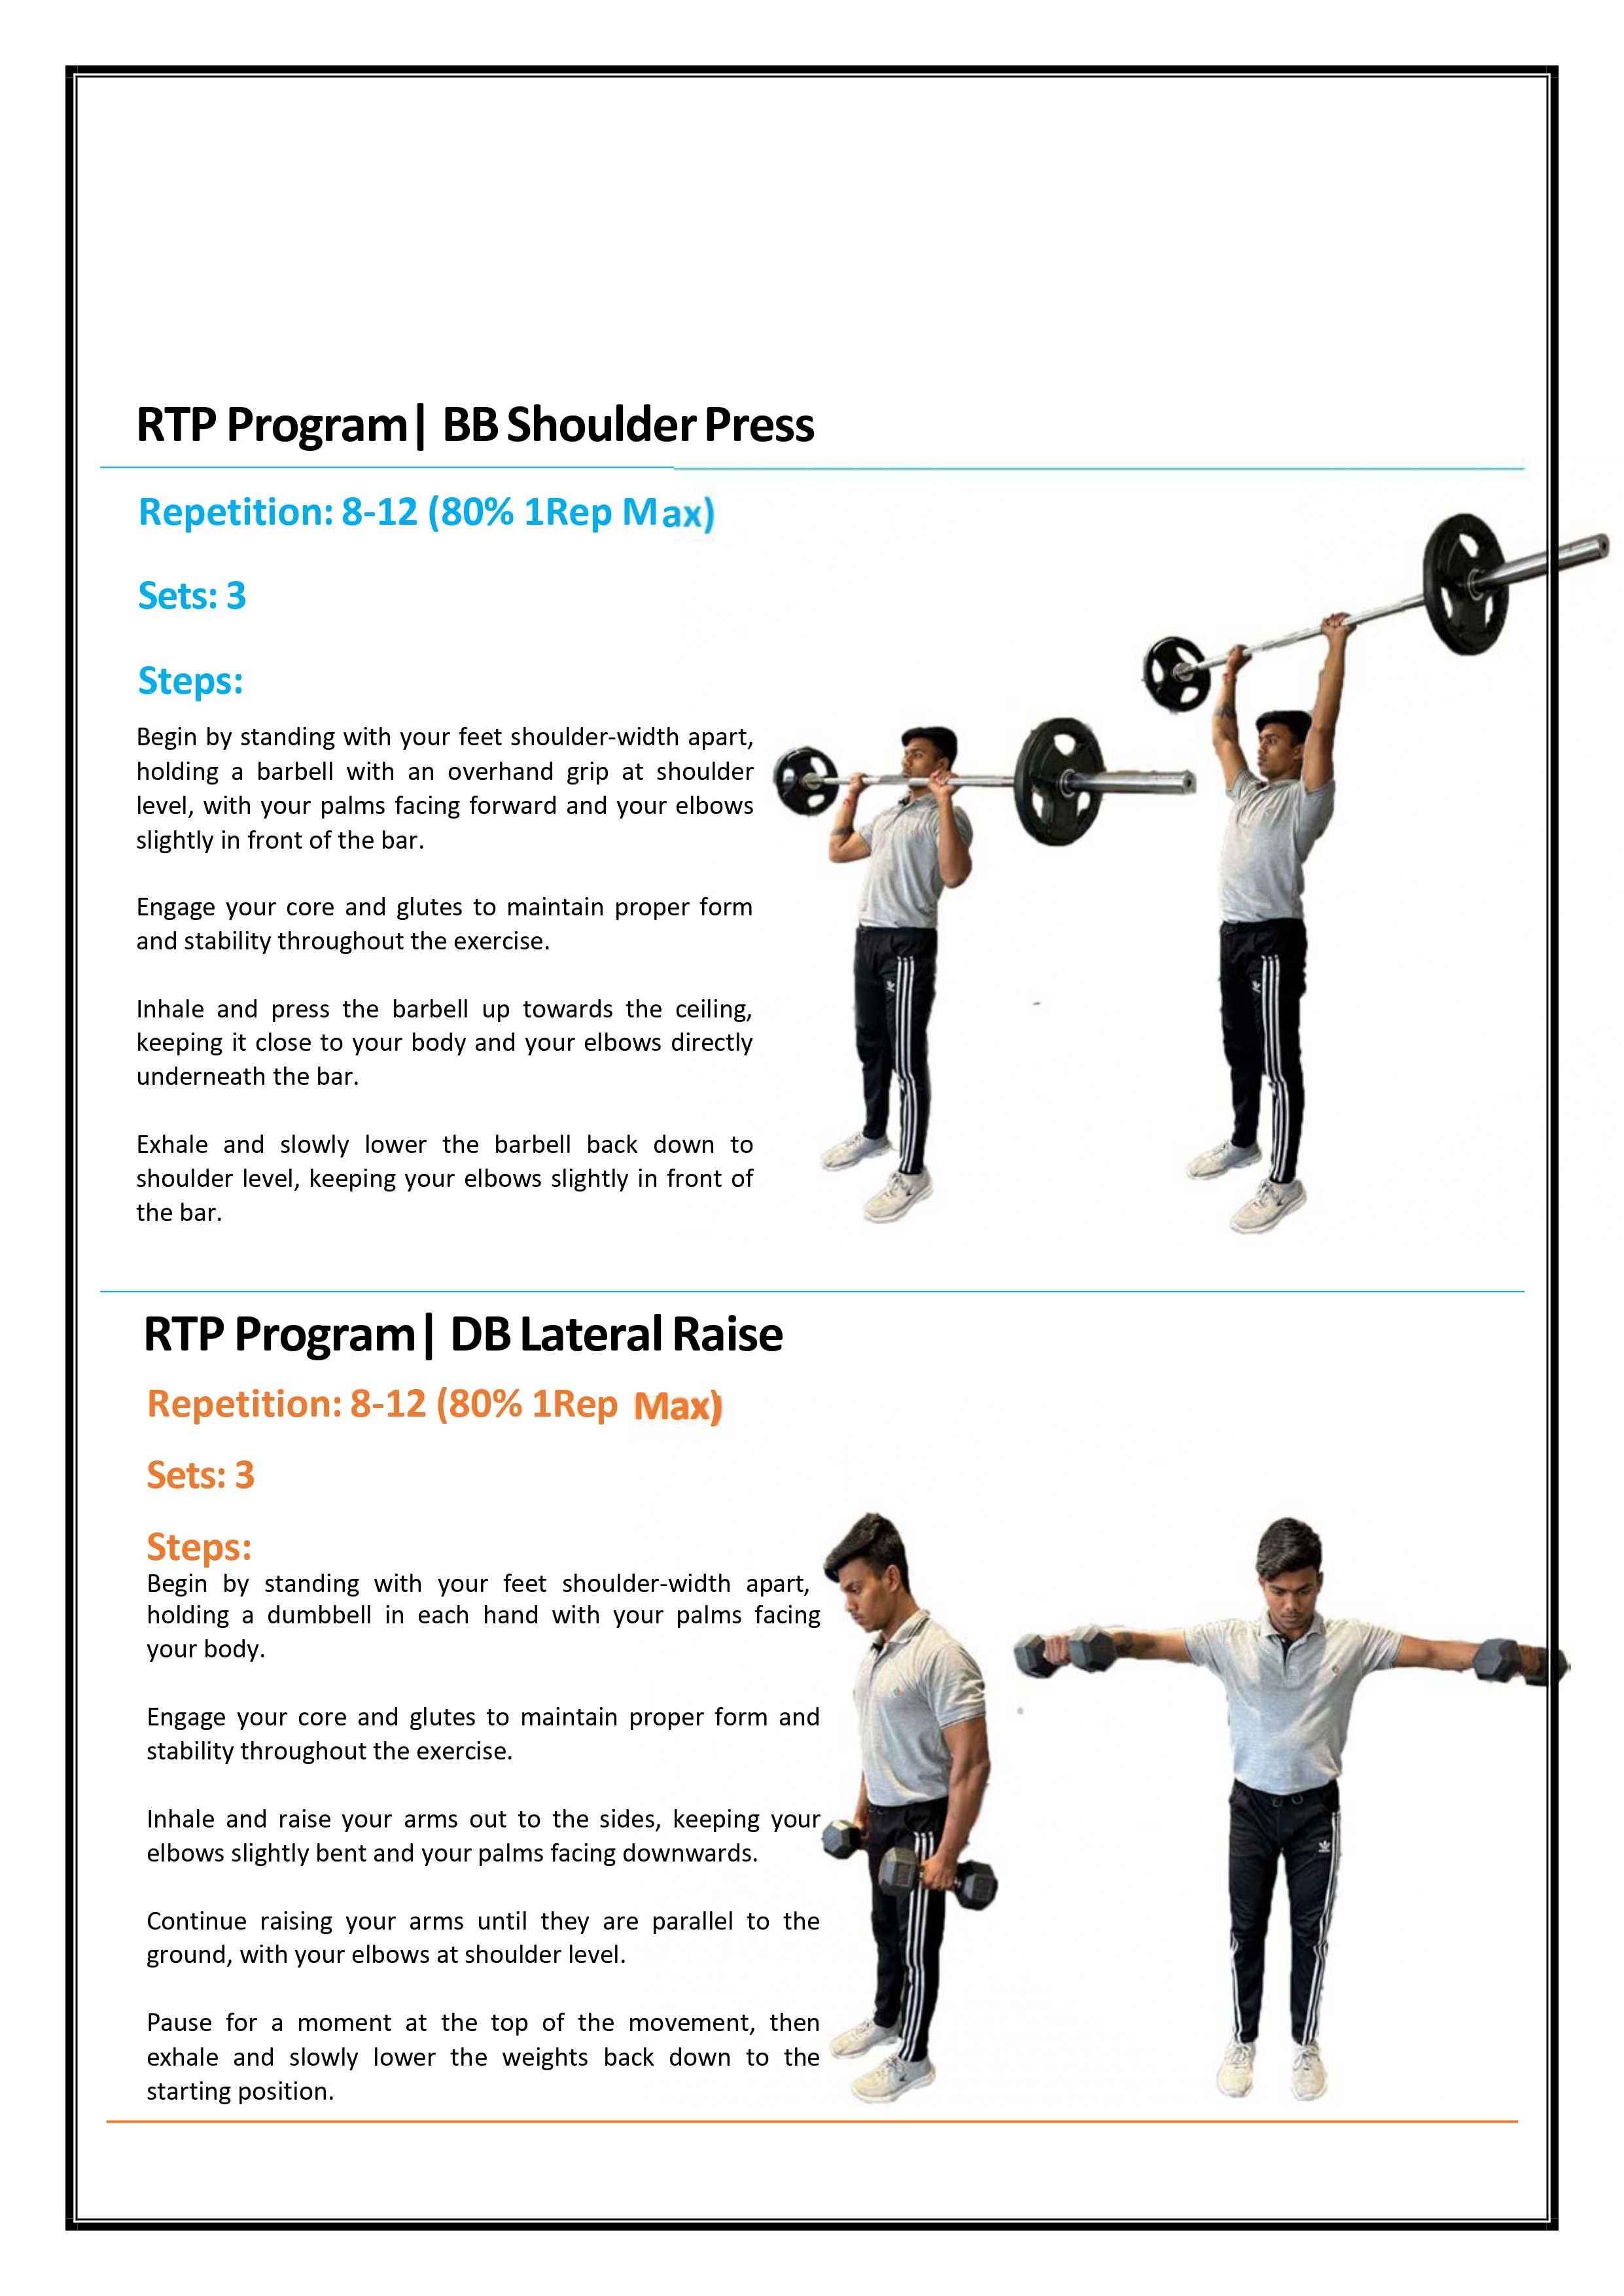 RTP Program| BB Shoulder Press
Repetition: 8-12 (80% 1Rep Max)
Sets: 3
Steps:
Begin by standing with your feet shoulder-width apart,
holding a barbell with an overhand grip at shoulder
level, with your palms facing forward and your elbows
slightly in front of the bar.
Engage your core and glutes to maintain proper form
and stability throughout the exercise.
Inhale and press the barbell up towards the ceiling,
keeping it close to your body and your elbows directly
underneath the bar.
Exhale and slowly lower the barbell back down to
shoulder level, keeping your elbows slightly in front of
the bar.
RTP Program| DB Lateral Raise
Repetition: 8-12 (80% 1Rep Max)
Sets: 3
Steps:
Begin by standing with your feet shoulder-width apart,
holding a dumbbell in each hand with your palms facing
your body.
Engage your core and glutes to maintain proper form and
stability throughout the exercise.
Inhale and raise your arms out to the sides, keeping your
elbows slightly bent and your palms facing downwards.
Continue raising your arms until they are parallel to the
ground, with your elbows at shoulder level.
Pause for a moment at the top of the movement, then
exhale and slowly lower the weights back down to the
starting position.